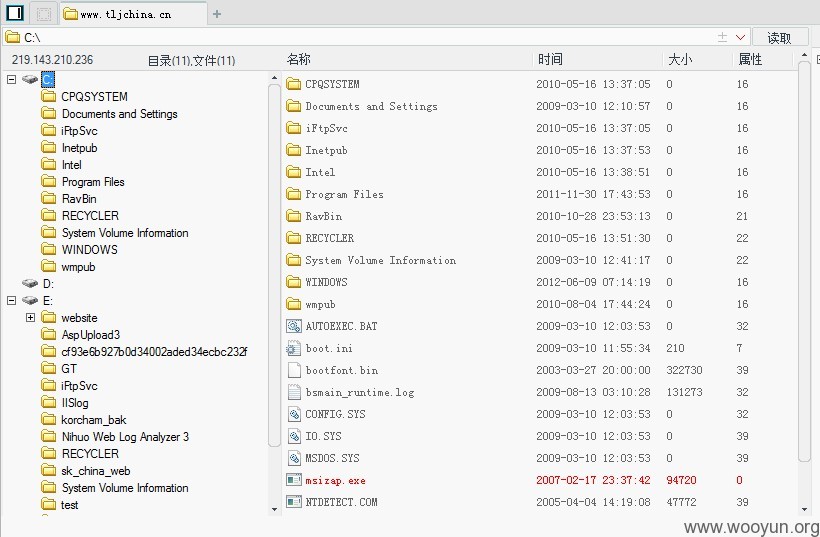 www.tljchina.cn
C:\
读取
219.143.210.236 目录(11),文件(11)
名称 时间 大小 属性
C:
CPQSYSTEM
Documents and Settings
iFtpSvc
Inetpub
Intel
Program Files
RavBin
RECYCLER
System Volume Information
WINDOWS
wmpub
D:
E:
website
AspUpload3
cf93e6b927b0d34002aded34ecbc232f
GT
iFtpSvc
IISlog
korcham_bak
Nihuo Web Log Analyzer 3
RECYCLER
sk_china_web
System Volume Information
test
CPQSYSTEM 2010-05-16 13:37:05 0 16
Documents and Settings 2009-03-10 12:10:57 0 16
iFtpSvc 2010-05-16 13:37:05 0 16
Inetpub 2010-05-16 13:37:53 0 16
Intel 2010-05-16 13:38:51 0 16
Program Files 2011-11-30 17:43:53 0 16
RavBin 2010-10-28 23:53:13 0 21
RECYCLER 2010-05-16 13:51:30 0 22
System Volume Information 2009-03-10 12:41:17 0 22
WINDOWS 2012-06-09 07:14:19 0 16
wmpub 2010-08-04 17:44:24 0 16
AUTOEXEC.BAT 2009-03-10 12:03:53 0 32
boot.ini 2009-03-10 11:55:34 210 7
bootfont.bin 2003-03-27 20:00:00 322730 39
bsmain_runtime.log 2009-08-13 03:10:28 131273 32
CONFIG.SYS 2009-03-10 12:03:53 0 32
IO.SYS 2009-03-10 12:03:53 0 39
MSDOS.SYS 2009-03-10 12:03:53 0 39
msizap.exe 2007-02-17 23:37:42 94720 0
NTDETECT.COM 2005-04-04 14:19:08 47772 39
www.wooyun.org